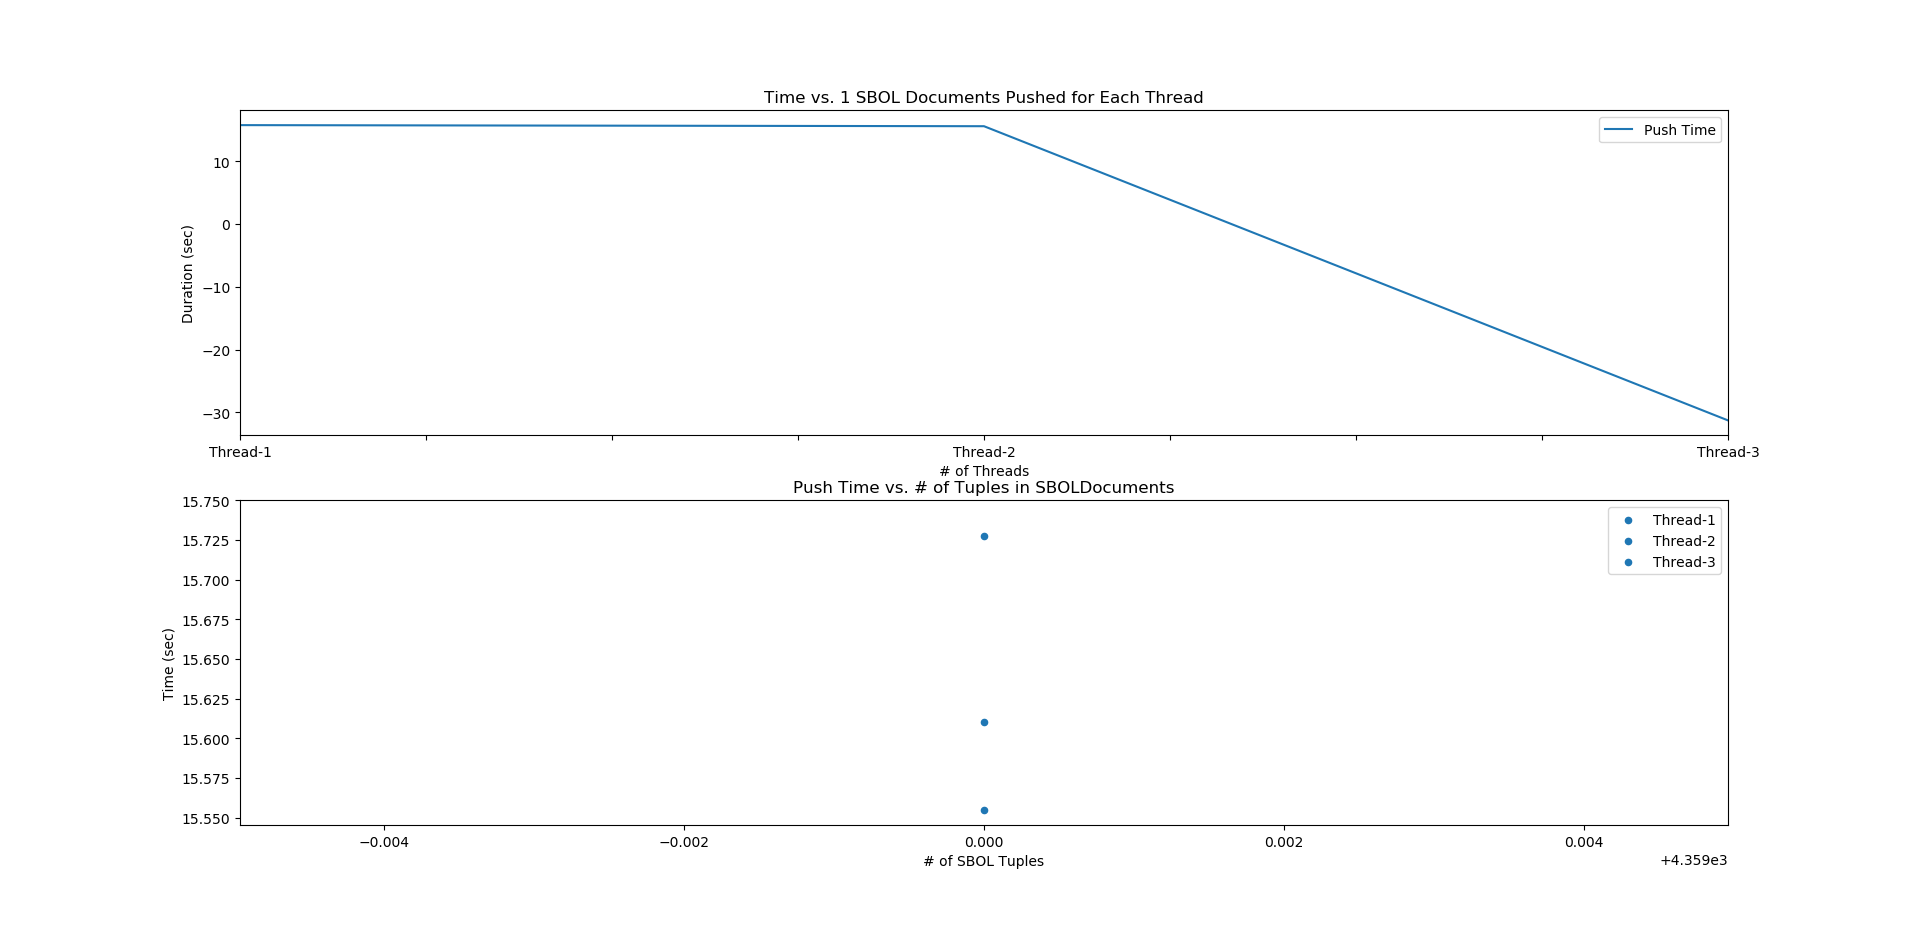 Time vs. 1 SBOL Documents Pushed for Each Thread
Push Time
10
0
−10
−20
−30
Duration (sec)
Thread-1
Thread-2
Thread-3
# of Threads
Push Time vs. # of Tuples in SBOLDocuments
Thread-1
Thread-2
Thread-3
15.750
15.725
15.700
15.675
15.650
15.625
15.600
15.575
15.550
Time (sec)
−0.004
−0.002
0.000
0.002
0.004
# of SBOL Tuples
+4.359e3